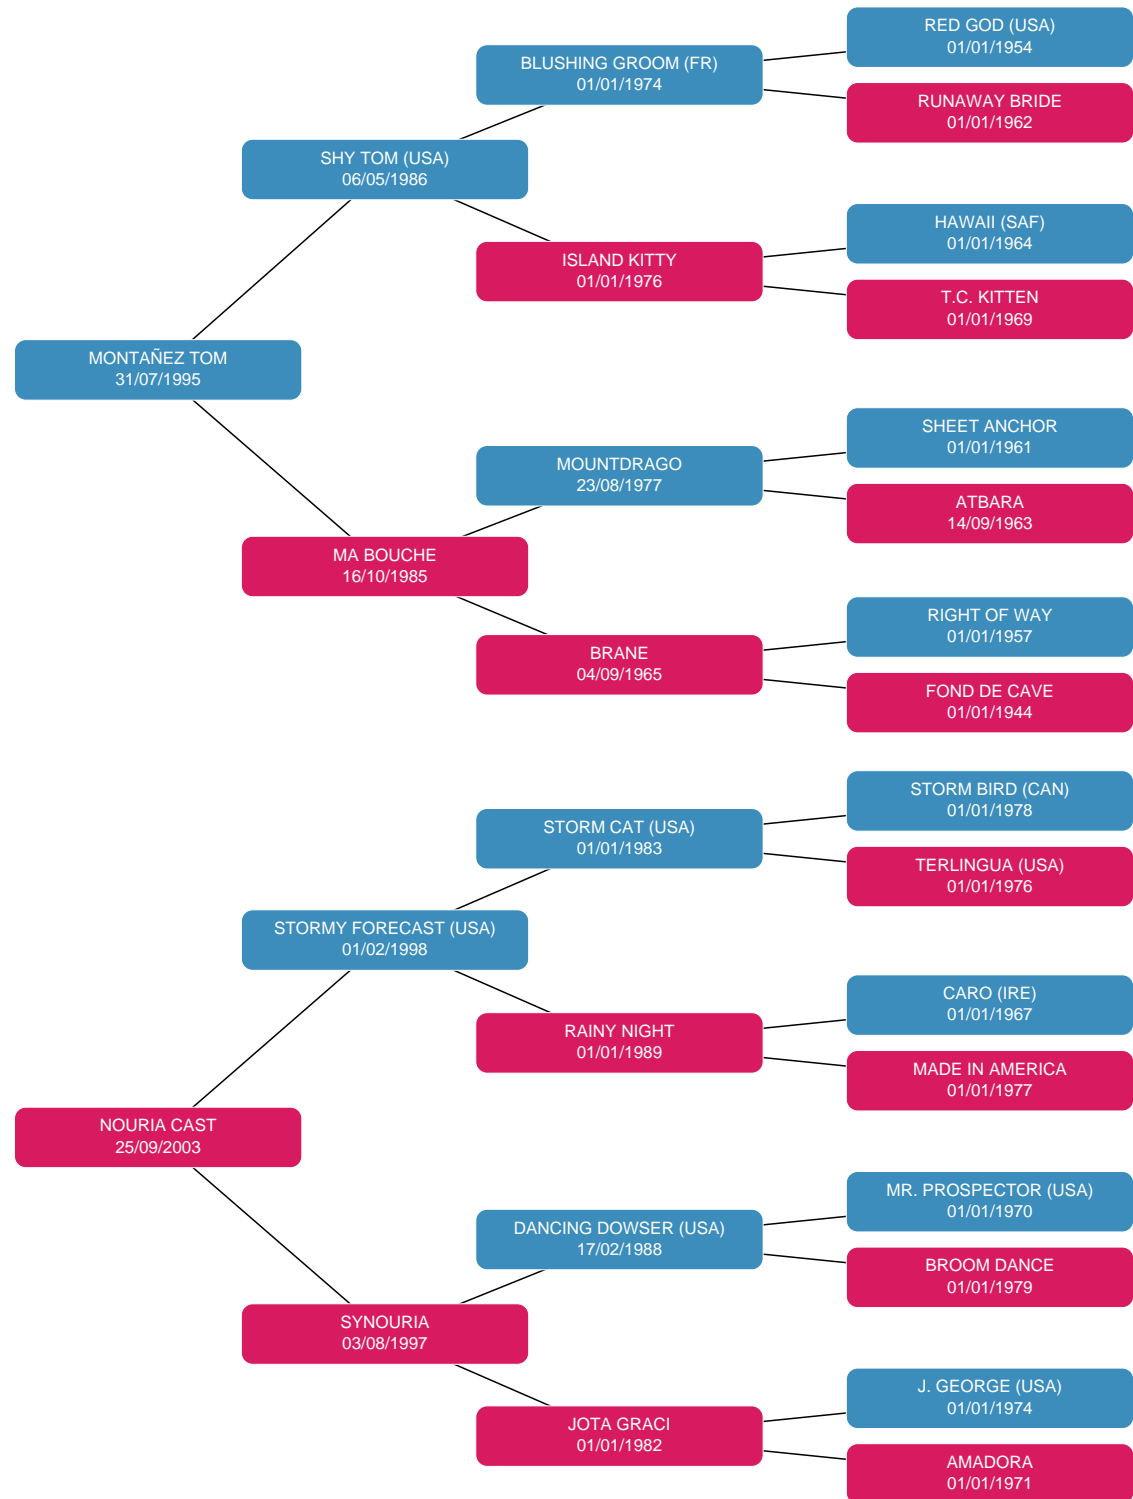 RED GOD (USA)
01/01/1954
BLUSHING GROOM (FR)
01/01/1974
RUNAWAY BRIDE
01/01/1962
SHY TOM (USA)
06/05/1986
HAWAII (SAF)
01/01/1964
ISLAND KITTY
01/01/1976
T.C. KITTEN
01/01/1969
MONTAÑEZ TOM
31/07/1995
SHEET ANCHOR
01/01/1961
MOUNTDRAGO
23/08/1977
ATBARA
14/09/1963
MA BOUCHE
16/10/1985
RIGHT OF WAY
01/01/1957
BRANE
04/09/1965
FOND DE CAVE
01/01/1944
STORM BIRD (CAN)
01/01/1978
STORM CAT (USA)
01/01/1983
TERLINGUA (USA)
01/01/1976
STORMY FORECAST (USA)
01/02/1998
CARO (IRE)
01/01/1967
RAINY NIGHT
01/01/1989
MADE IN AMERICA
01/01/1977
NOURIA CAST
25/09/2003
MR. PROSPECTOR (USA)
01/01/1970
DANCING DOWSER (USA)
17/02/1988
BROOM DANCE
01/01/1979
SYNOURIA
03/08/1997
J. GEORGE (USA)
01/01/1974
JOTA GRACI
01/01/1982
AMADORA
01/01/1971